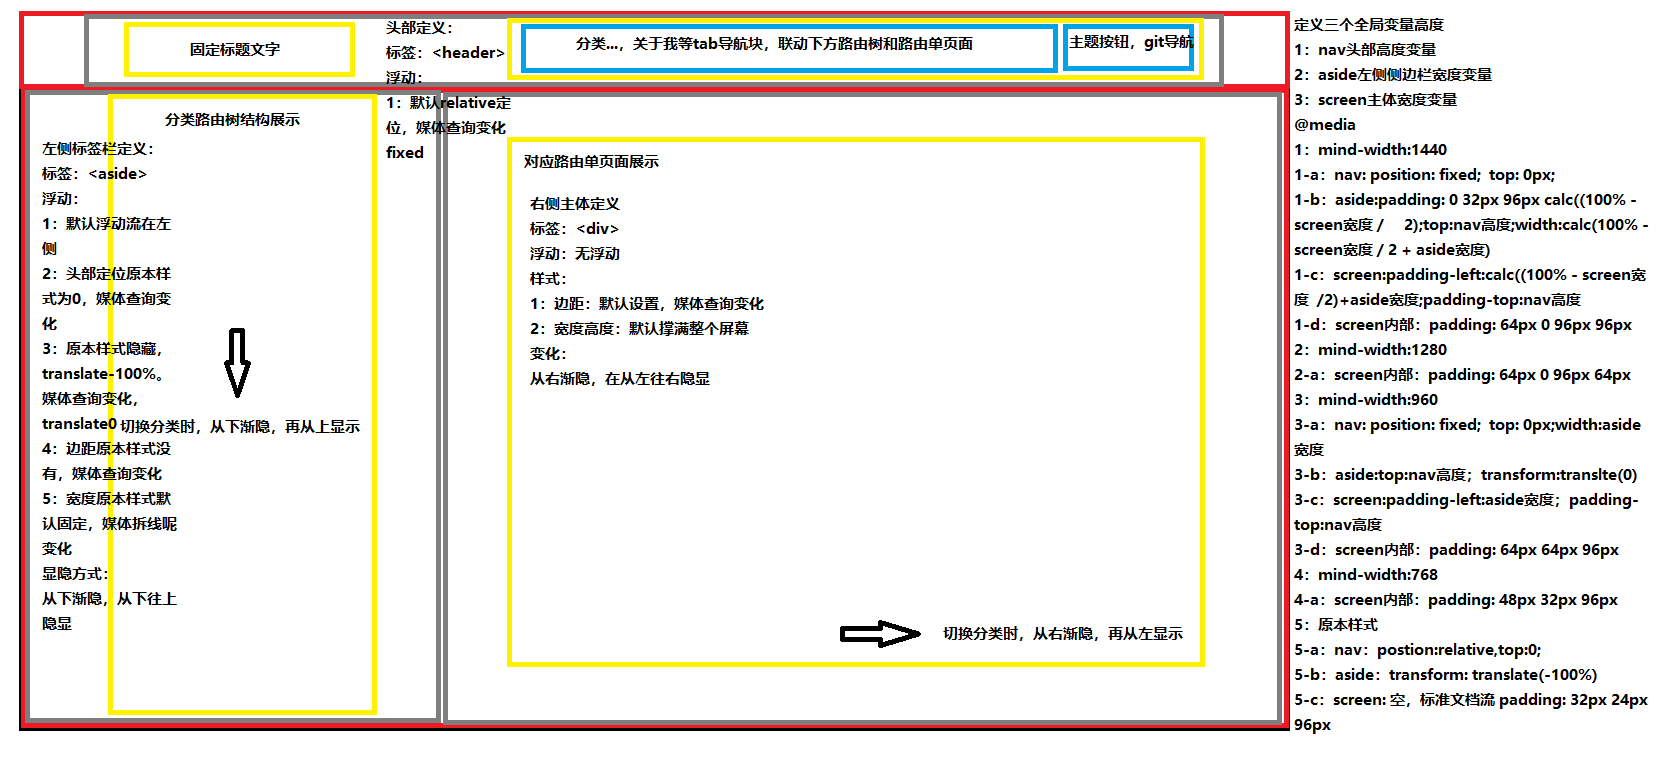 固定标题文字
头部定义：
标签：<header>
浮动：
1：默认relative定
位，媒体查询变化
fixed
分类...，关于我等tab导航块，联动下方路由树和路由单页面
主题按钮，git导航
分类路由树结构展示
左侧标签栏定义：
标签：<aside>
浮动：
1：默认浮动流在左
侧
2：头部定位原本样
式为0，媒体查询变
化
3：原本样式隐藏，
translate-100%。
媒体查询变化，
translate0
4：边距原本样式没
有，媒体查询变化
5：宽度原本样式默
认固定，媒体拆线呢
变化
显隐方式：
从下渐隐，从下往上
隐显
切换分类时，从下渐隐，再从上显示
对应路由单页面展示
右侧主体定义
标签：<div>
浮动：无浮动
样式：
1：边距：默认设置，媒体查询变化
2：宽度高度：默认撑满整个屏幕
变化：
从右渐隐，在从左往右隐显
切换分类时，从右渐隐，再从左显示
定义三个全局变量高度
1：nav头部高度变量
2：aside左侧侧边栏宽度变量
3：screen主体宽度变量
@media
1：mind-width:1440
1-a：nav: position: fixed; top: 0px;
1-b：aside:padding: 0 32px 96px calc((100% -
screen宽度 / 2);top:nav高度;width:calc(100% -
screen宽度 / 2 + aside宽度)
1-c：screen:padding-left:calc((100% - screen宽
度 /2)+aside宽度;padding-top:nav高度
1-d：screen内部：padding: 64px 0 96px 96px
2：mind-width:1280
2-a：screen内部：padding: 64px 0 96px 64px
3：mind-width:960
3-a：nav: position: fixed; top: 0px;width:aside
宽度
3-b：aside:top:nav高度；transform:translte(0)
3-c：screen:padding-left:aside宽度；padding-
top:nav高度
3-d：screen内部：padding: 64px 64px 96px
4：mind-width:768
4-a：screen内部：padding: 48px 32px 96px
5：原本样式
5-a：nav：postion:relative,top:0;
5-b：aside：transform: translate(-100%)
5-c：screen: 空，标准文档流 padding: 32px 24px
96px